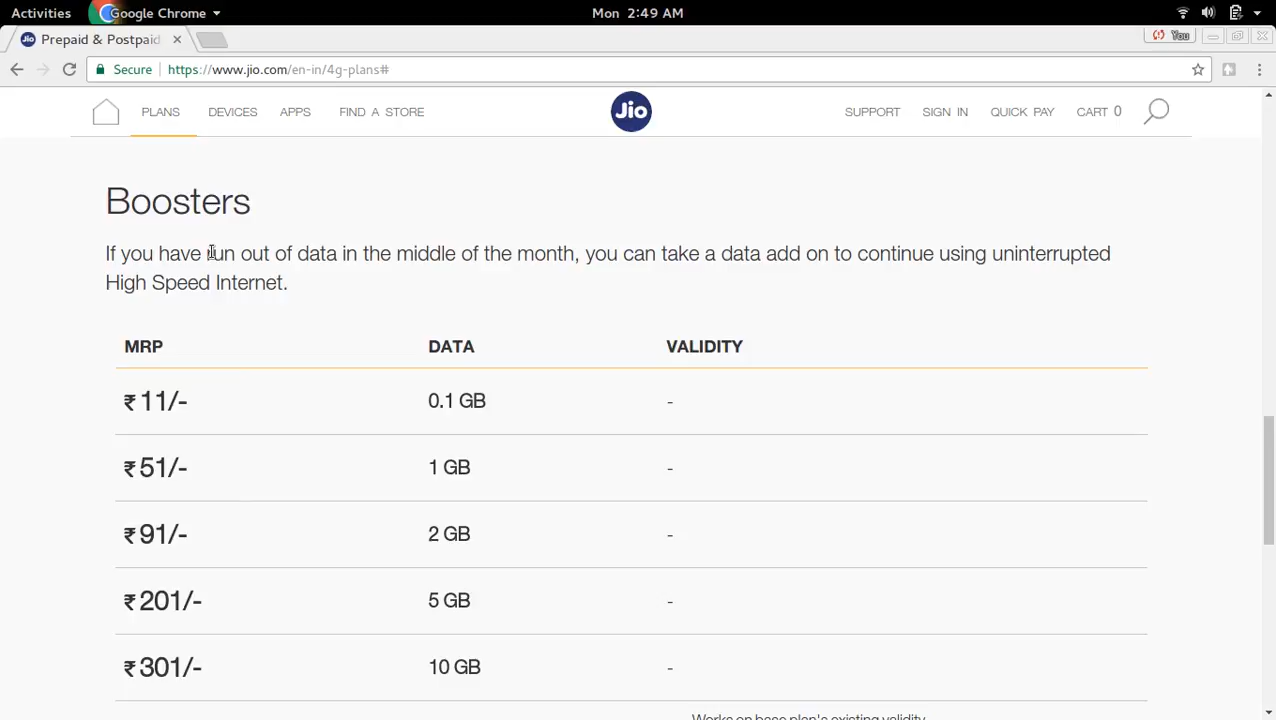 Activities Google Chrome Mon 2:49 AM
Jio Prepaid & Postpaid You
Secure https://www.jio.com/en-in/4g-plans#
PLANS DEVICES APPS FIND A STORE Jio SUPPORT SIGN IN QUICK PAY CART 0
Boosters
If you have run out of data in the middle of the month, you can take a data add on to continue using uninterrupted
High Speed Internet.
MRP DATA VALIDITY
₹11/- 0.1 GB -
₹51/- 1 GB -
₹91/- 2 GB -
₹201/- 5 GB -
₹301/- 10 GB -
Works on base plan's existing validity